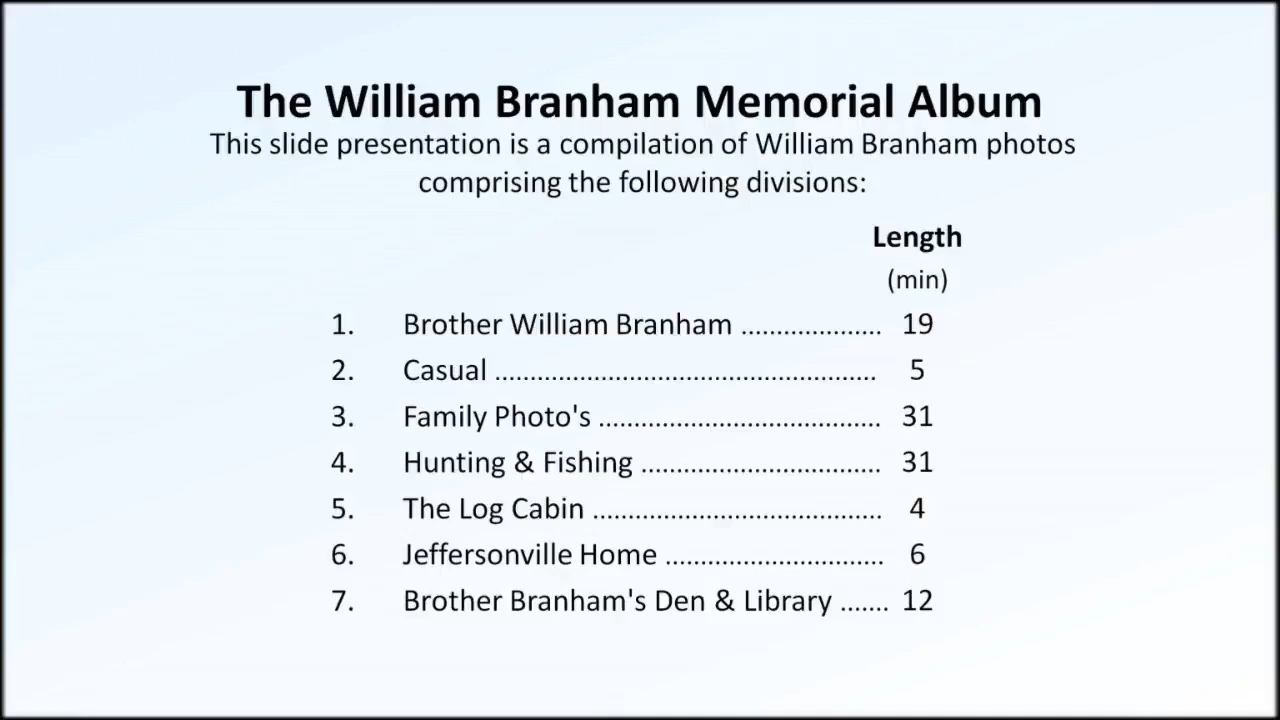 The William Branham Memorial Album
This slide presentation is a compilation of William Branham photos
comprising the following divisions:
Length
(min)
1. Brother William Branham .................... 19
2. Casual ...................................................... 5
3. Family Photo's ........................................ 31
4. Hunting & Fishing .................................. 31
5. The Log Cabin ......................................... 4
6. Jeffersonville Home ............................... 6
7. Brother Branham's Den & Library ....... 12